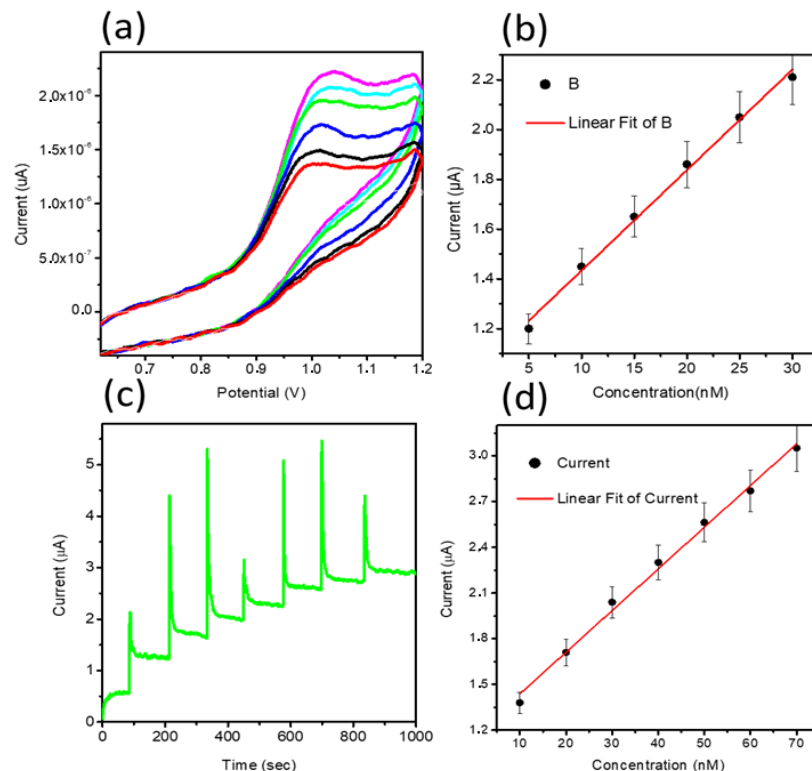 (a)
Current (uA)
2.0x10⁻⁶
1.5x10⁻⁶
1.0x10⁻⁶
5.0x10⁻⁷
0.0
0.7 0.8 0.9 1.0 1.1 1.2
Potential (V)
(b)
B
Linear Fit of B
Current (µA)
2.2
2.0
1.8
1.6
1.4
1.2
5 10 15 20 25 30
Concentration(nM)
(c)
Current (µA)
5
4
3
2
1
0
0 200 400 600 800 1000
Time (sec)
(d)
Current
Linear Fit of Current
Current (µA)
3.0
2.7
2.4
2.1
1.8
1.5
1.2
10 20 30 40 50 60 70
Concentration (nM)